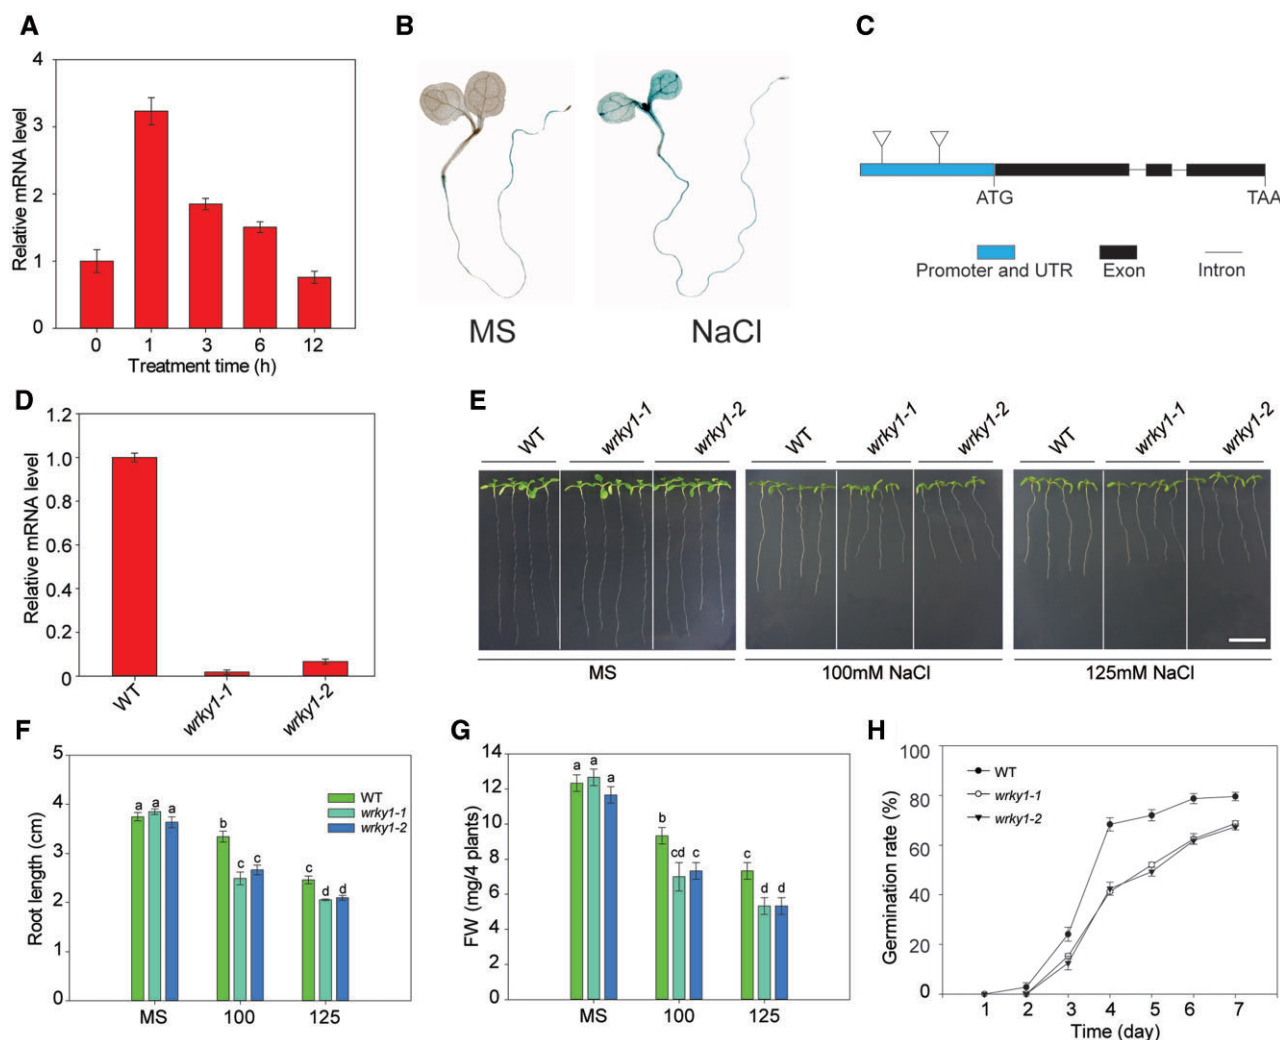 A
Relative mRNA level
4
3
2
1
0
0 1 3 6 12
Treatment time (h)
B
MS NaCl
C
ATG TAA
Promoter and UTR Exon Intron
D
Relative mRNA level
1.2
1.0
0.8
0.6
0.4
0.2
0
WT wrky1-1 wrky1-2
E
WT wrky1-1 wrky1-2 WT wrky1-1 wrky1-2 WT wrky1-1 wrky1-2
MS 100mM NaCl 125mM NaCl
F
Root length (cm)
5
4
3
2
1
0
a a a b c c c d d
WT
wrky1-1
wrky1-2
MS 100 125
G
FW (mg/4 plants)
14
12
10
8
6
4
2
0
a a a b cd c c d d
MS 100 125
H
Germination rate (%)
100
80
60
40
20
0
WT
wrky1-1
wrky1-2
1 2 3 4 5 6 7
Time (day)